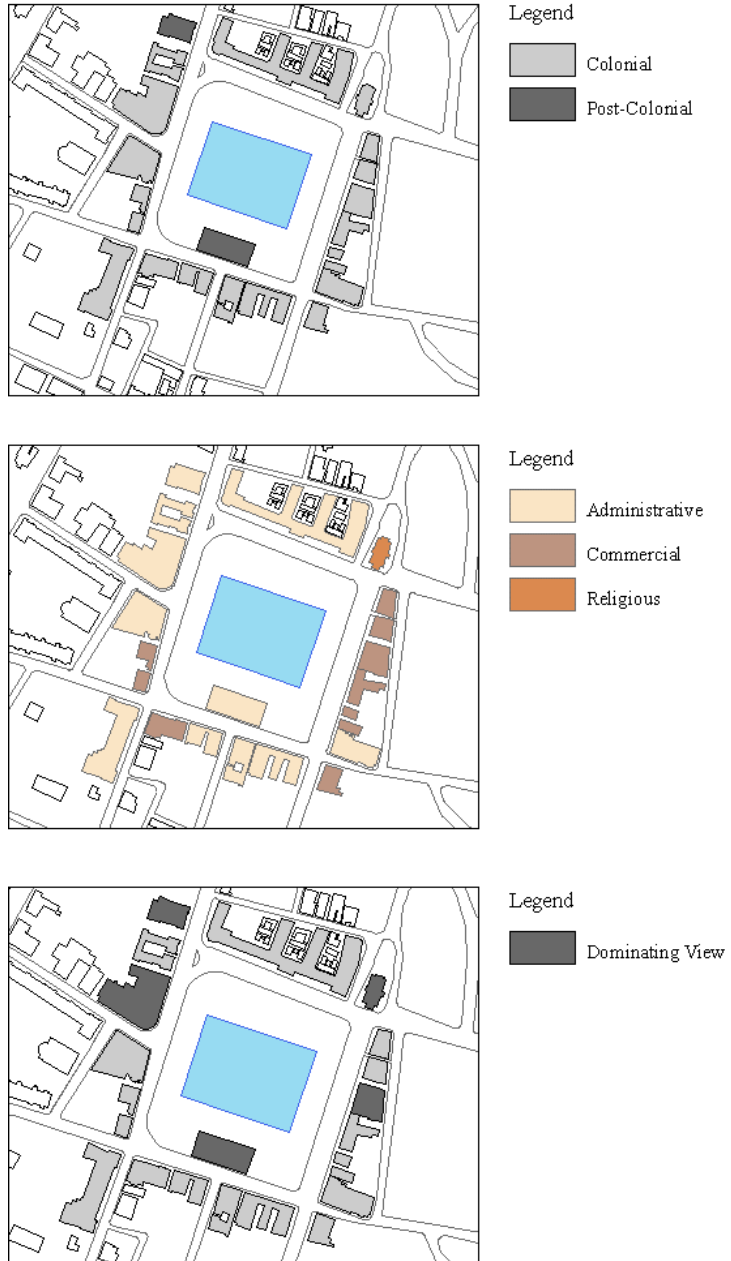 Legend
Colonial
Post-Colonial
Legend
Administrative
Commercial
Religious
Legend
Dominating View